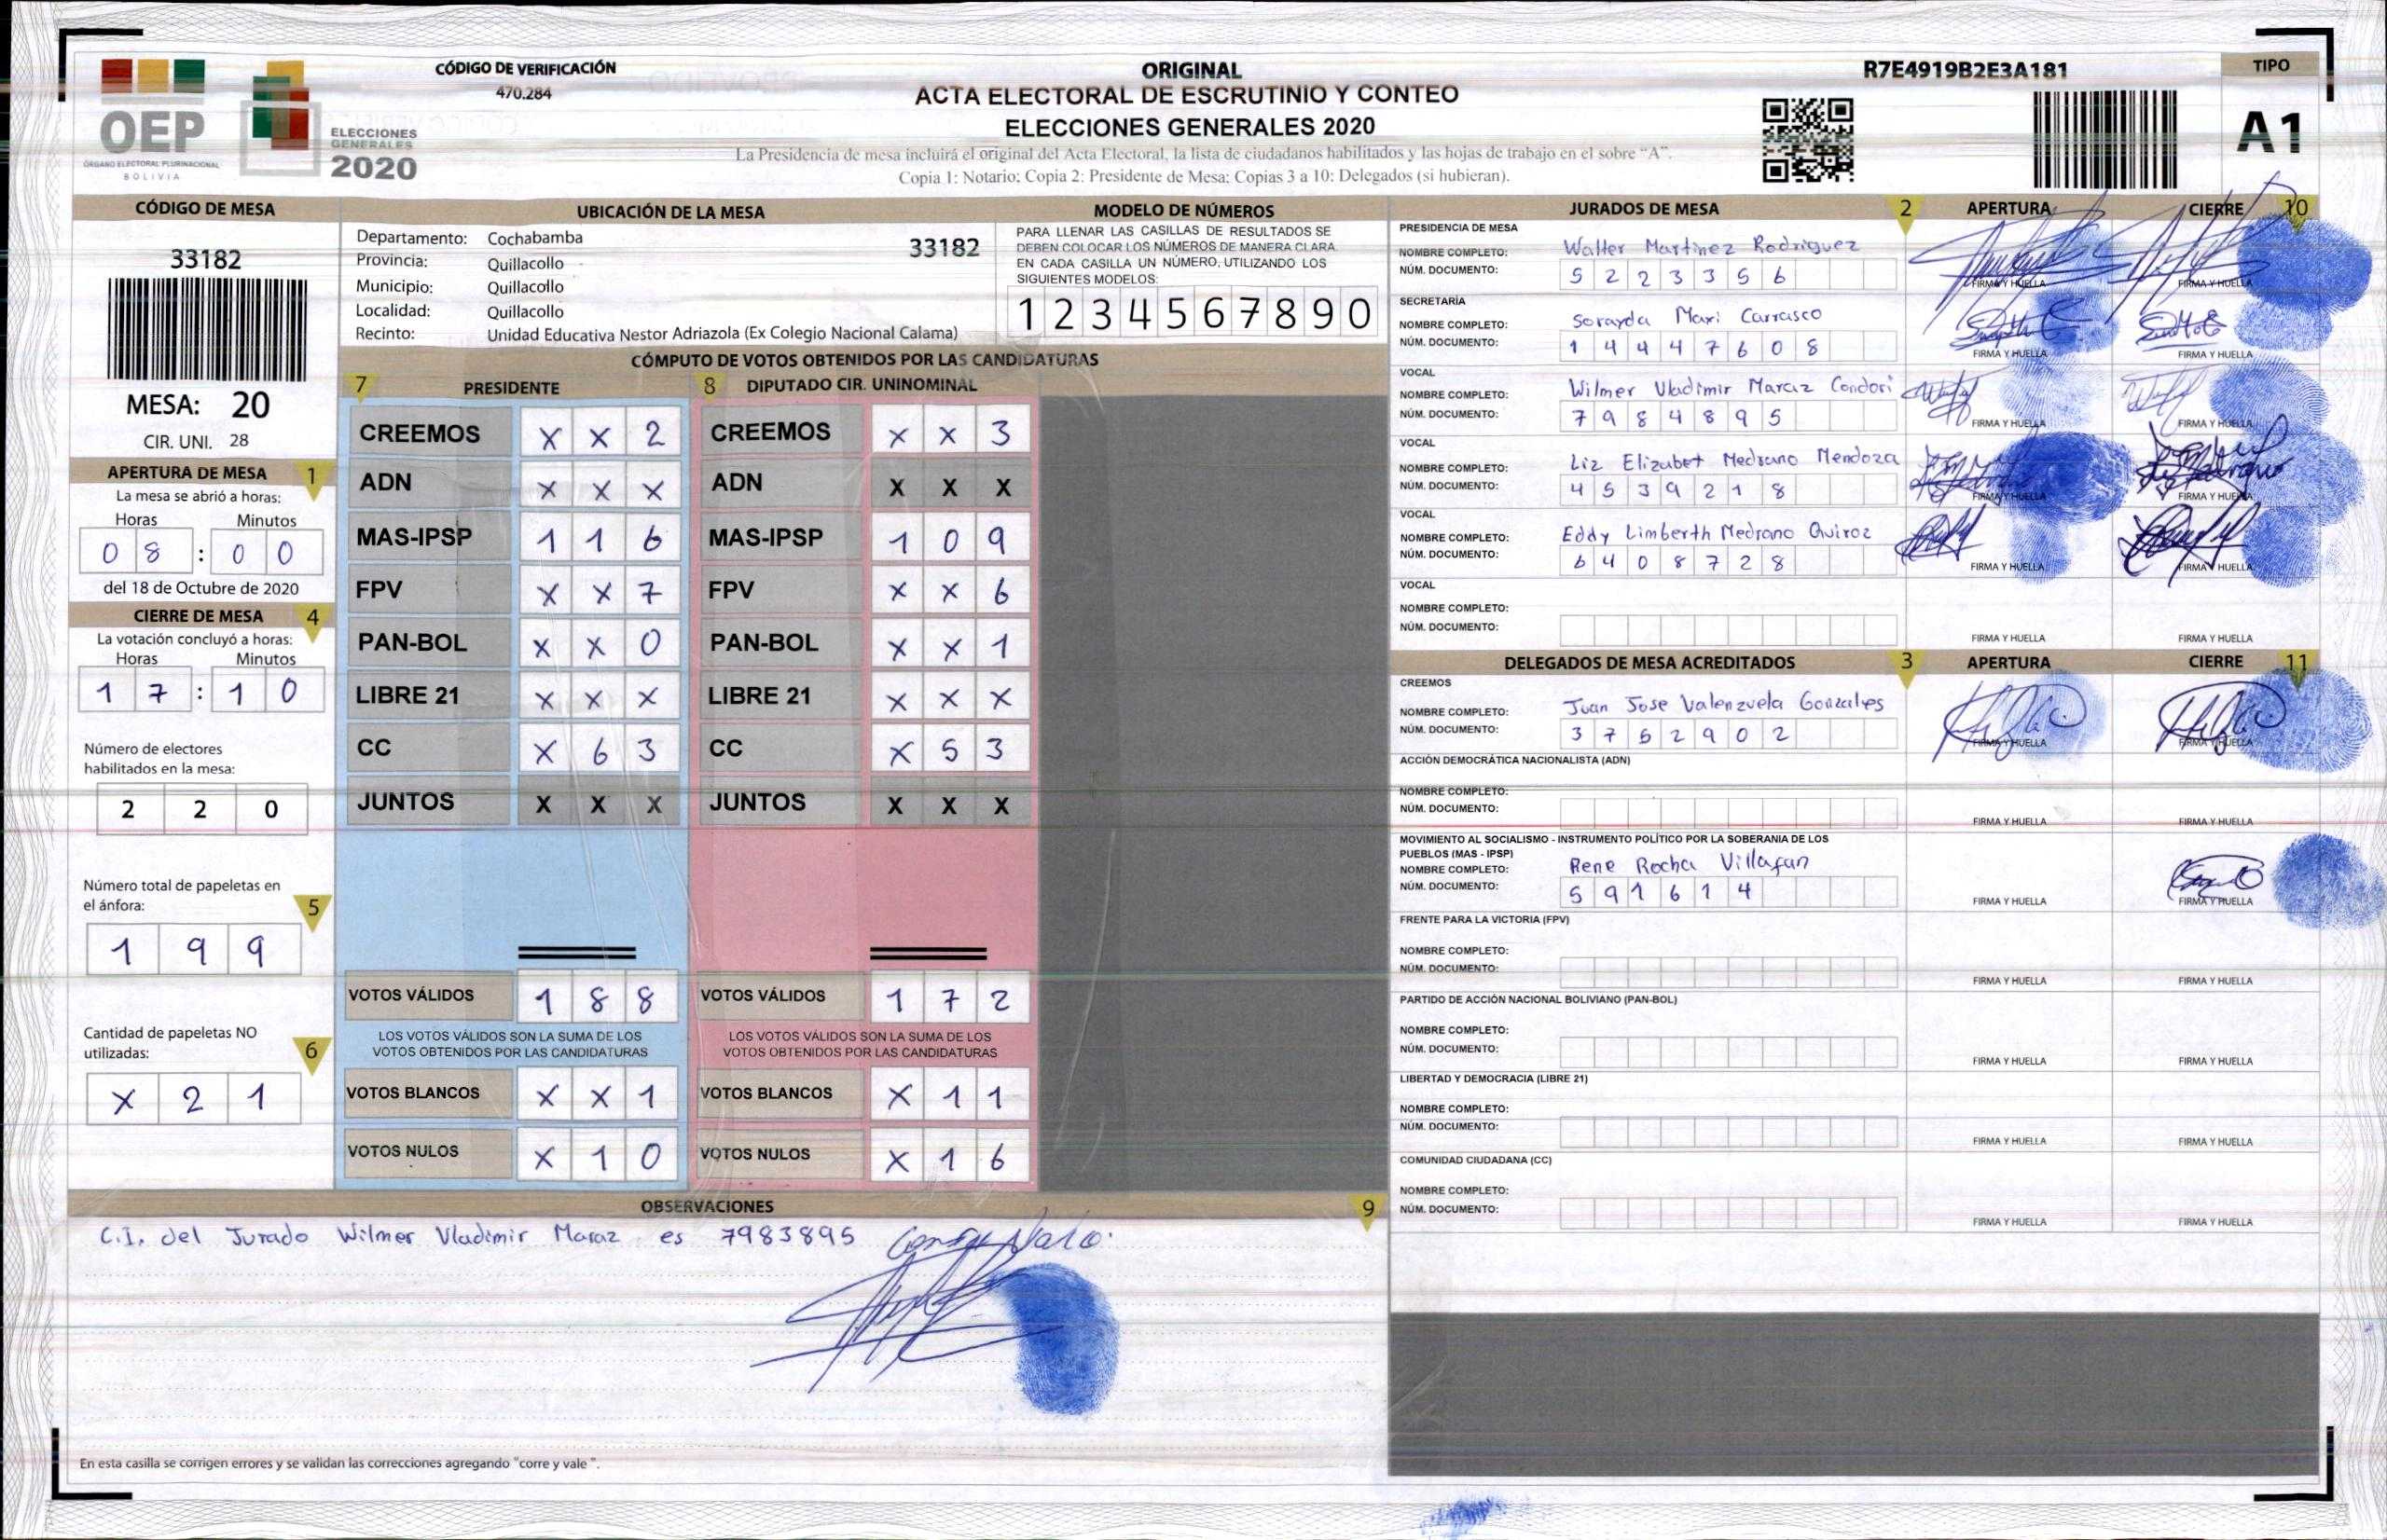 CÓDIGO DE VERIFICACIÓN
470.284
OEP
ÓRGANO ELECTORAL PLURINACIONAL
BOLIVIA
ELECCIONES
GENERALES
2020
ORIGINAL
ACTA ELECTORAL DE ESCRUTINIO Y CONTEO
ELECCIONES GENERALES 2020
La Presidencia de mesa incluirá el original del Acta Electoral, la lista de ciudadanos habilitados y las hojas de trabajo en el sobre “A”.
Copia 1: Notario; Copia 2: Presidente de Mesa; Copias 3 a 10: Delegados (si hubieran).
R7E4919B2E3A181
TIPO
A1
CÓDIGO DE MESA
33182
MESA: 20
CIR. UNI. 28
APERTURA DE MESA 1
La mesa se abrió a horas:
Horas Minutos
0 8 : 0 0
del 18 de Octubre de 2020
CIERRE DE MESA 4
La votación concluyó a horas:
Horas Minutos
1 7 : 1 0
Número de electores
habilitados en la mesa:
2 2 0
Número total de papeletas en
el ánfora: 5
1 9 9
Cantidad de papeletas NO
utilizadas: 6
X 2 1
UBICACIÓN DE LA MESA
Departamento: Cochabamba 33182
Provincia: Quillacollo
Municipio: Quillacollo
Localidad: Quillacollo
Recinto: Unidad Educativa Nestor Adriazola (Ex Colegio Nacional Calama)
MODELO DE NÚMEROS
PARA LLENAR LAS CASILLAS DE RESULTADOS SE
DEBEN COLOCAR LOS NÚMEROS DE MANERA CLARA
EN CADA CASILLA UN NÚMERO, UTILIZANDO LOS
SIGUIENTES MODELOS:
1 2 3 4 5 6 7 8 9 0
CÓMPUTO DE VOTOS OBTENIDOS POR LAS CANDIDATURAS
7 PRESIDENTE 8 DIPUTADO CIR. UNINOMINAL
CREEMOS X X 2 CREEMOS X X 3
ADN X X X ADN X X X
MAS-IPSP 1 1 6 MAS-IPSP 1 0 9
FPV X X 7 FPV X X 6
PAN-BOL X X 0 PAN-BOL X X 1
LIBRE 21 X X X LIBRE 21 X X X
CC X 6 3 CC X 5 3
JUNTOS X X X JUNTOS X X X
VOTOS VÁLIDOS 1 8 8 VOTOS VÁLIDOS 1 7 2
LOS VOTOS VÁLIDOS SON LA SUMA DE LOS LOS VOTOS VÁLIDOS SON LA SUMA DE LOS
VOTOS OBTENIDOS POR LAS CANDIDATURAS VOTOS OBTENIDOS POR LAS CANDIDATURAS
VOTOS BLANCOS X X 1 VOTOS BLANCOS X 1 1
VOTOS NULOS X 1 0 VOTOS NULOS X 1 6
OBSERVACIONES 9
C.I. del Jurado Wilmer Vladimir Maraz es 7983895
En esta casilla se corrigen errores y se validan las correcciones agregando "corre y vale ".
JURADOS DE MESA 2 APERTURA CIERRE 10
PRESIDENCIA DE MESA
NOMBRE COMPLETO: Walter Martinez Rodriguez
NÚM. DOCUMENTO: 5 2 2 3 3 5 6
FIRMA Y HUELLA FIRMA Y HUELLA
SECRETARÍA
NOMBRE COMPLETO: Sorayda Maxi Carrasco
NÚM. DOCUMENTO: 1 4 4 4 7 6 0 8
FIRMA Y HUELLA FIRMA Y HUELLA
VOCAL
NOMBRE COMPLETO: Wilmer Vladimir Maraz Condori
NÚM. DOCUMENTO: 7 9 8 4 8 9 5
FIRMA Y HUELLA FIRMA Y HUELLA
VOCAL
NOMBRE COMPLETO: Liz Elizabet Medrano Mendoza
NÚM. DOCUMENTO: 4 5 3 9 2 1 8
FIRMA Y HUELLA FIRMA Y HUELLA
VOCAL
NOMBRE COMPLETO: Eddy Limberth Medrano Quiroz
NÚM. DOCUMENTO: 6 4 0 8 7 2 8
FIRMA Y HUELLA FIRMA Y HUELLA
VOCAL
NOMBRE COMPLETO:
NÚM. DOCUMENTO:
FIRMA Y HUELLA FIRMA Y HUELLA
DELEGADOS DE MESA ACREDITADOS 3 APERTURA CIERRE 11
CREEMOS
NOMBRE COMPLETO: Juan Jose Valenzuela Gonzales
NÚM. DOCUMENTO: 3 7 5 2 9 0 2
FIRMA Y HUELLA FIRMA Y HUELLA
ACCIÓN DEMOCRÁTICA NACIONALISTA (ADN)
NOMBRE COMPLETO:
NÚM. DOCUMENTO:
FIRMA Y HUELLA FIRMA Y HUELLA
MOVIMIENTO AL SOCIALISMO - INSTRUMENTO POLÍTICO POR LA SOBERANIA DE LOS
PUEBLOS (MAS - IPSP)
NOMBRE COMPLETO: Rene Rocha Villafan
NÚM. DOCUMENTO: 5 9 1 6 1 4
FIRMA Y HUELLA FIRMA Y HUELLA
FRENTE PARA LA VICTORIA (FPV)
NOMBRE COMPLETO:
NÚM. DOCUMENTO:
FIRMA Y HUELLA FIRMA Y HUELLA
PARTIDO DE ACCIÓN NACIONAL BOLIVIANO (PAN-BOL)
NOMBRE COMPLETO:
NÚM. DOCUMENTO:
FIRMA Y HUELLA FIRMA Y HUELLA
LIBERTAD Y DEMOCRACIA (LIBRE 21)
NOMBRE COMPLETO:
NÚM. DOCUMENTO:
FIRMA Y HUELLA FIRMA Y HUELLA
COMUNIDAD CIUDADANA (CC)
NOMBRE COMPLETO:
NÚM. DOCUMENTO:
FIRMA Y HUELLA FIRMA Y HUELLA